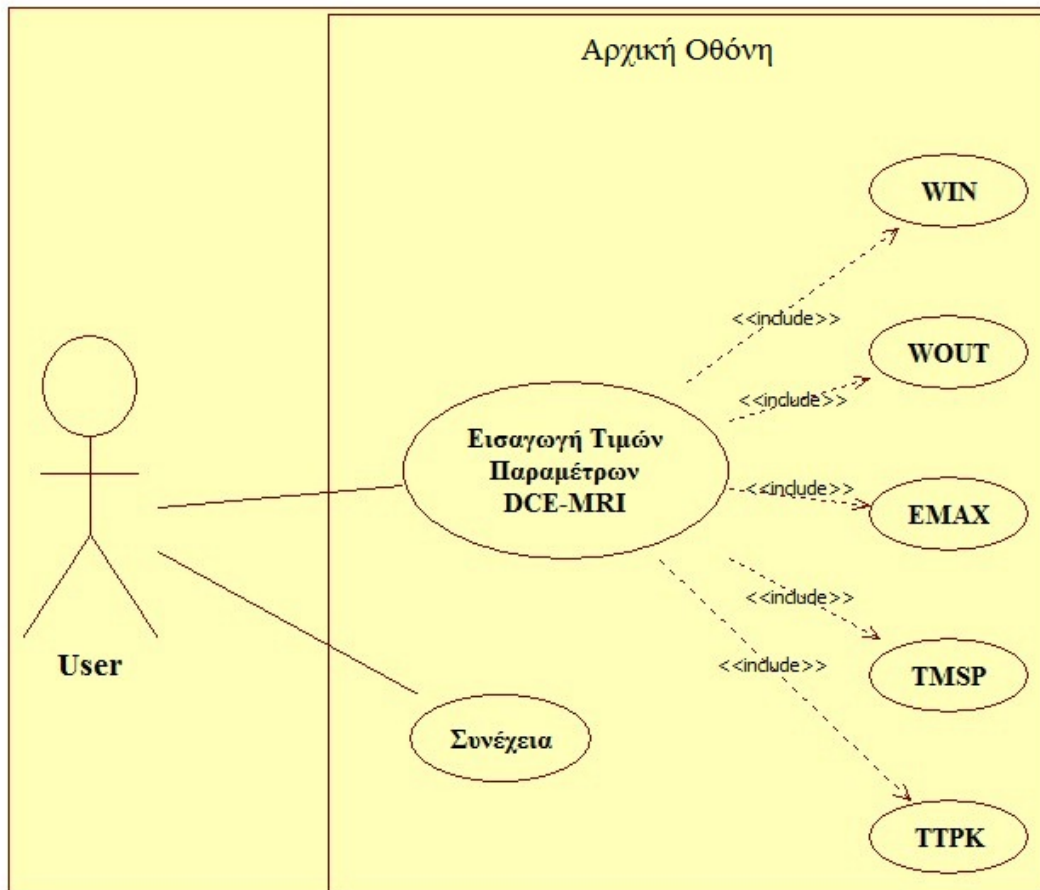 Αρχική Οθόνη
WIN
<<include>>
WOUT
<<include>>
Εισαγωγή Τιμών
Παραμέτρων
DCE-MRI
<<include>>
EMAX
<<include>>
User
<<include>>
TMSP
Συνέχεια
TTPK